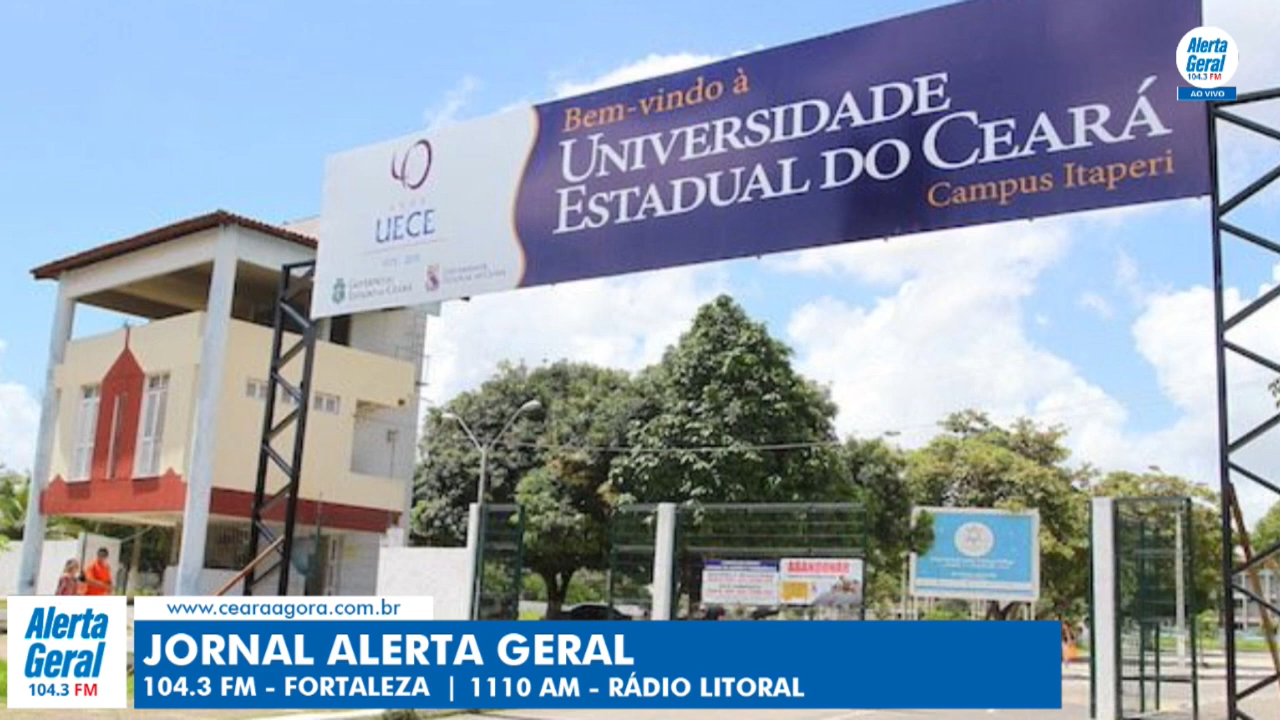 Alerta
Geral
104.3 FM
AO VIVO
Bem-vindo à
UNIVERSIDADE
ESTADUAL DO CEARÁ
Campus Itaperi
40
UECE
ABANDONAR
www.cearaagora.com.br
Alerta
Geral
104.3 FM
JORNAL ALERTA GERAL
104.3 FM - FORTALEZA | 1110 AM - RÁDIO LITORAL